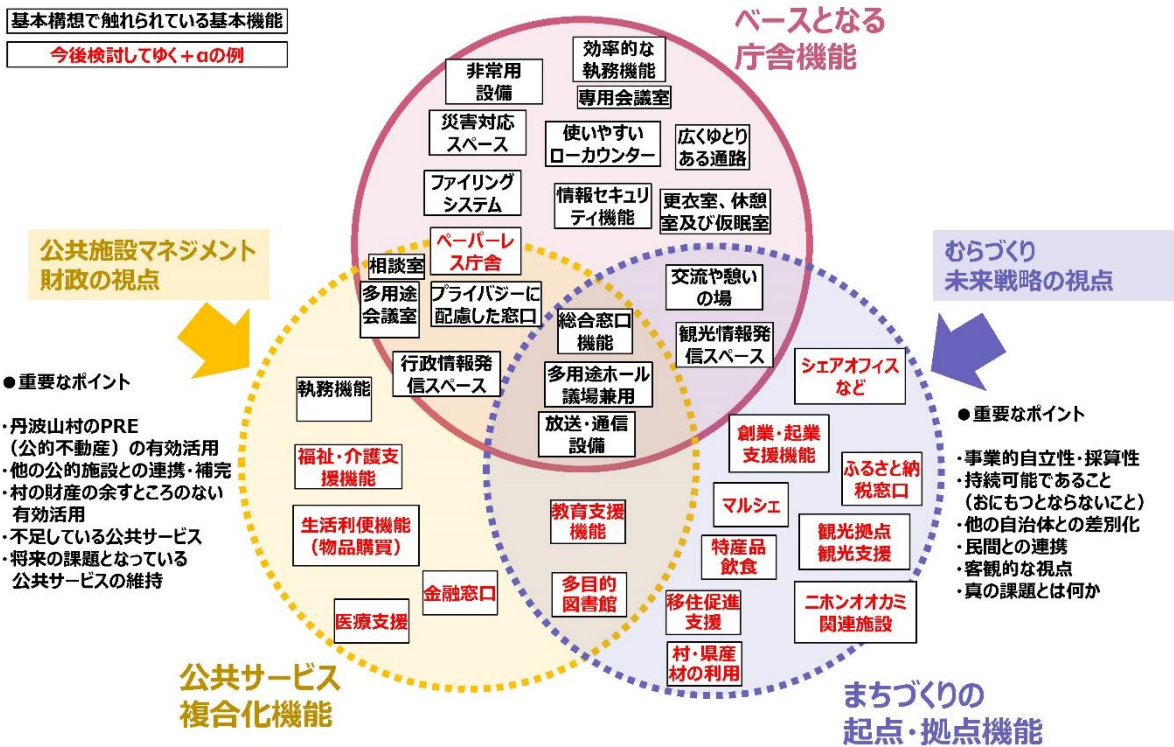 基本構想で触れられている基本機能
今後検討してゆく+αの例
ベースとなる
庁舎機能
効率的な
執務機能
非常用
設備
専用会議室
災害対応
スペース
使いやすい
ローカウンター
広くゆとり
ある通路
ファイリング
システム
情報セキュリ
ティ機能
更衣室、休憩
室及び仮眠室
公共施設マネジメント
財政の視点
むらづくり
未来戦略の視点
ペーパーレ
ス庁舎
相談室
多用途
会議室
プライバシーに
配慮した窓口
交流や憩い
の場
総合窓口
機能
観光情報発
信スペース
行政情報発
信スペース
多用途ホール
議場兼用
放送・通信
設備
執務機能
シェアオフィス
など
●重要なポイント
・丹波山村のPRE
(公的不動産)の有効活用
・他の公的施設との連携・補完
・村の財産の余すところのない
有効活用
・不足している公共サービス
・将来の課題となっている
公共サービスの維持
●重要なポイント
・事業的自立性・採算性
・持続可能であること
(おにもつとならないこと)
・他の自治体との差別化
・民間との連携
・客観的な視点
・真の課題とは何か
福祉・介護支
援機能
創業・起業
支援機能
ふるさと納
税窓口
生活利便機能
(物品購買)
教育支援
機能
マルシェ
観光拠点
観光支援
特産品
飲食
金融窓口
医療支援
多目的
図書館
移住促進
支援
ニホンオオカミ
関連施設
村・県産
材の利用
公共サービス
複合化機能
まちづくりの
起点・拠点機能